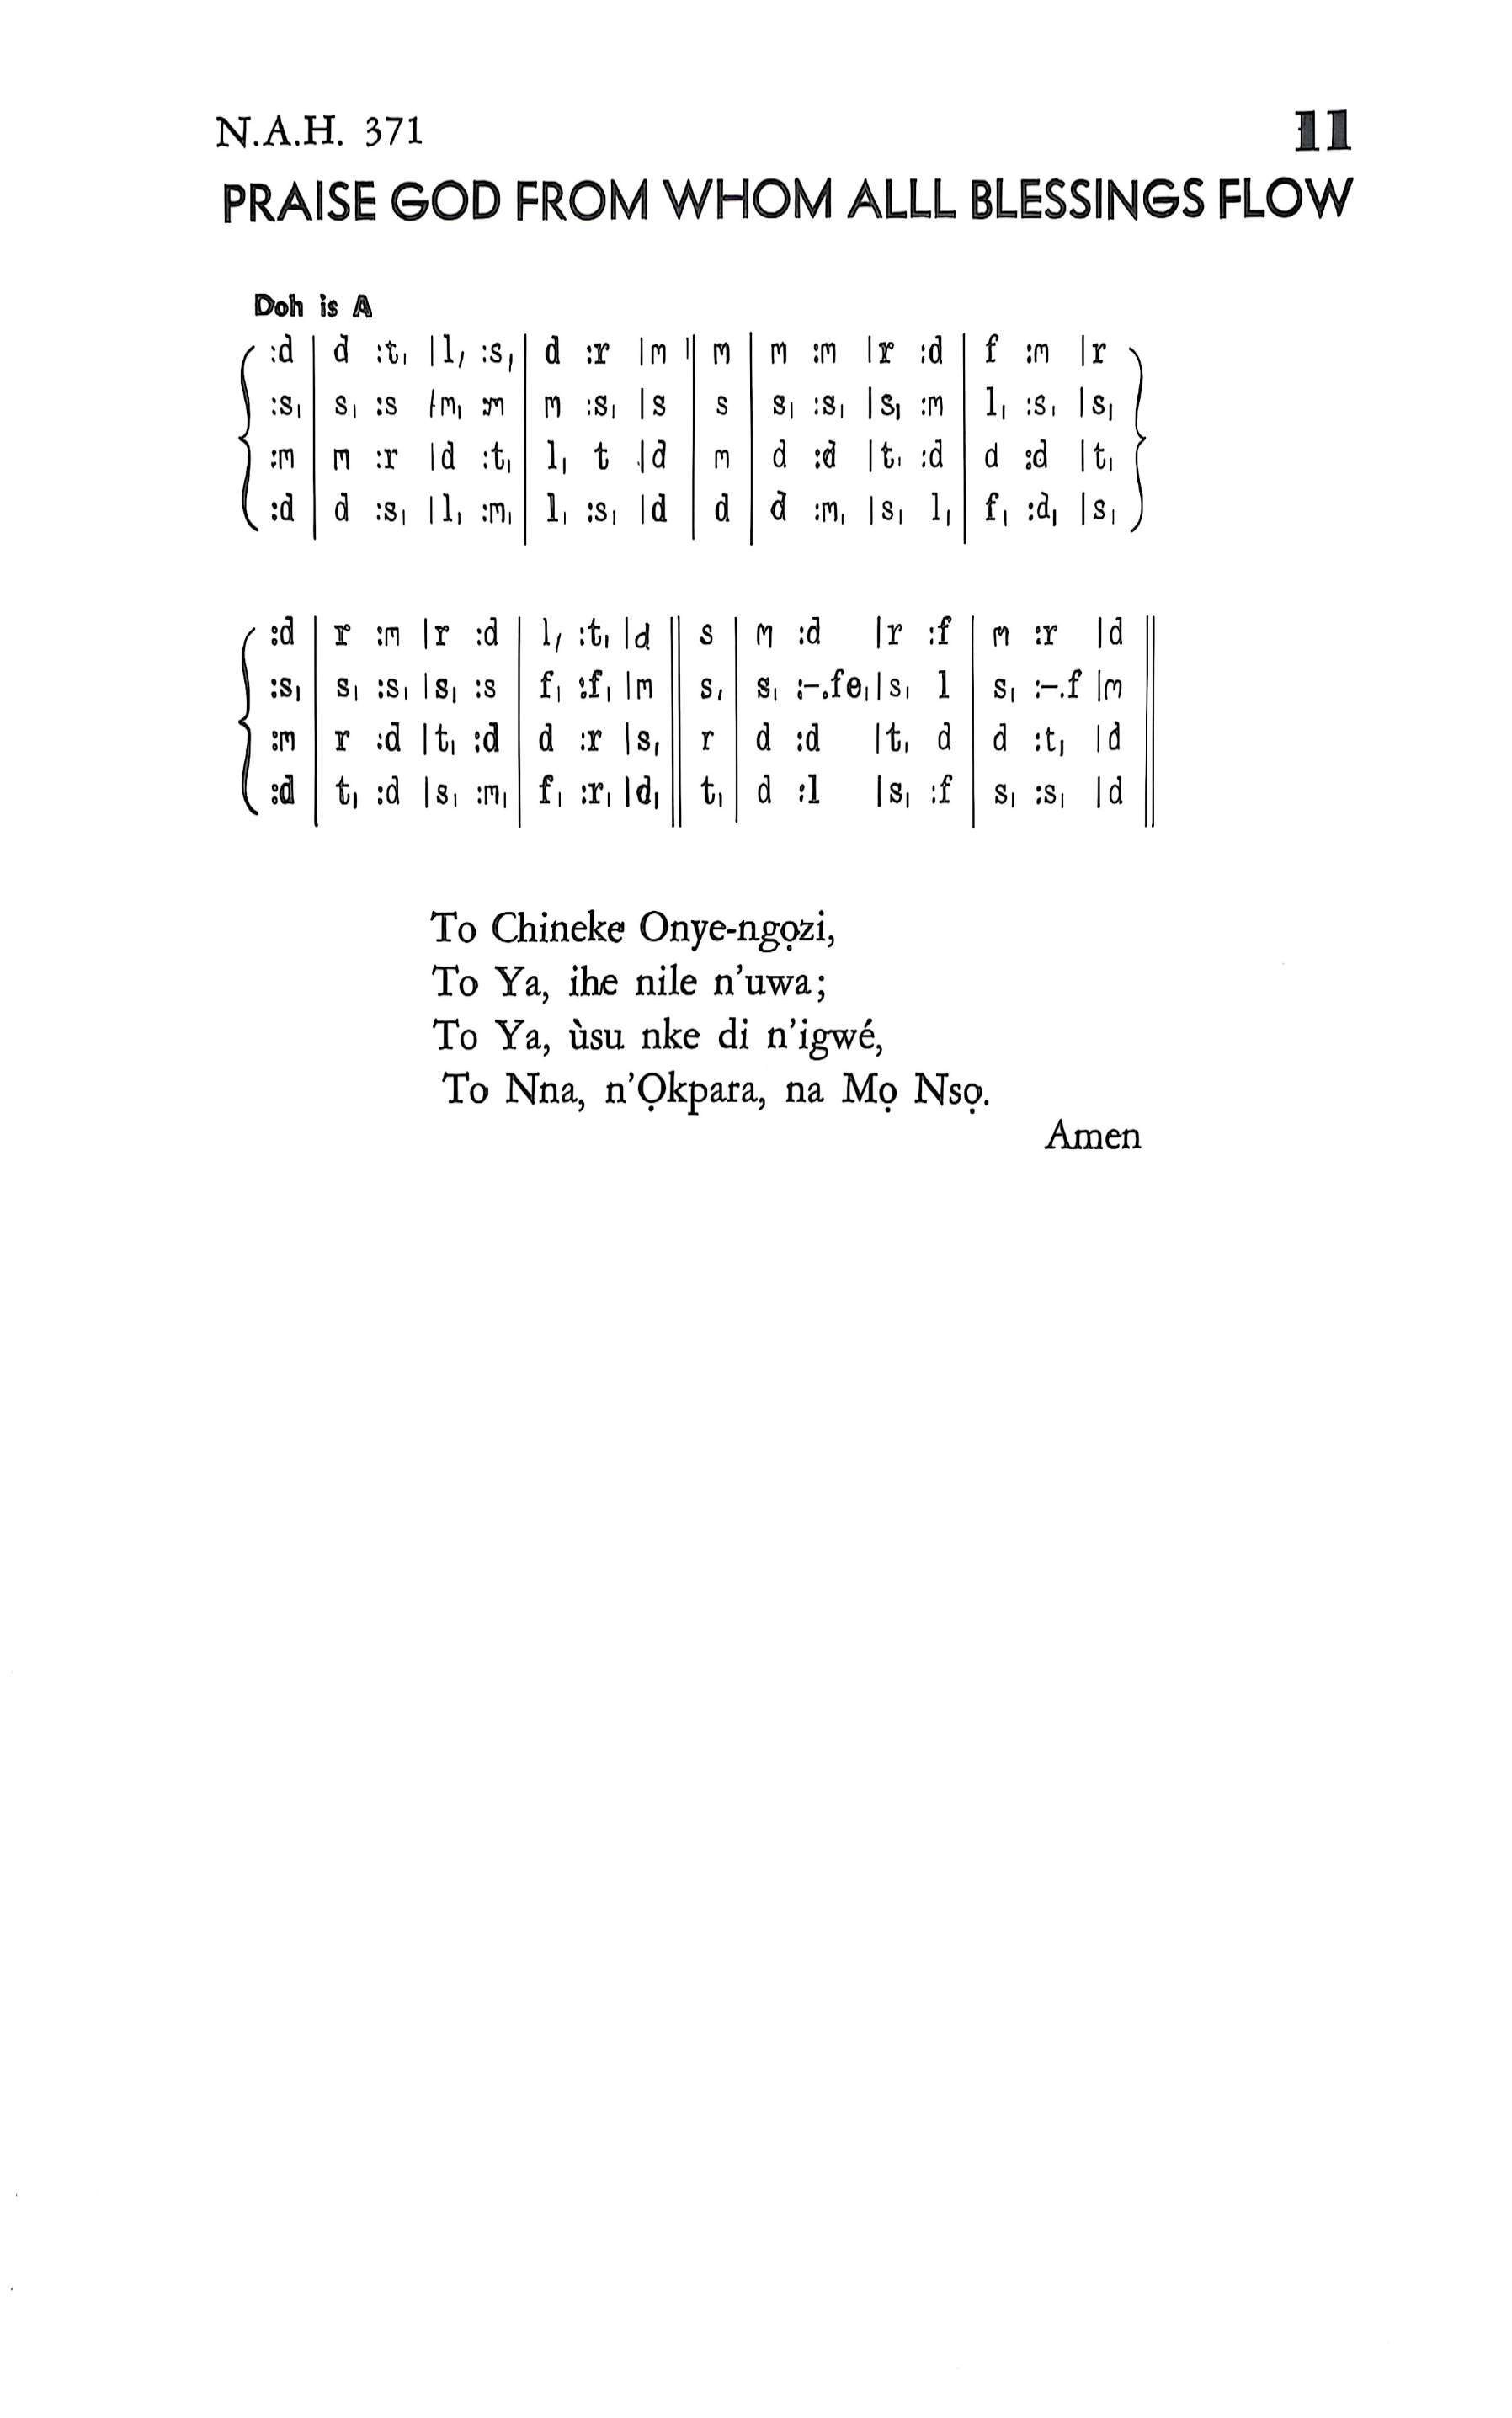 N.A.H. 371 11
PRAISE GOD FROM WHOM ALLL BLESSINGS FLOW
Doh is A
:d | d :t, | l, :s, | d :r | m || m | m :m | r :d | f :m | r
:s, | s, :s | m, :m | m :s, | s | s | s, :s, | s, :m | l, :s, | s,
:m | m :r | d :t, | l, t | d | m | d :d | t, :d | d :d | t,
:d | d :s, | l, :m, | l, :s, | d | d | d :m, | s, l, | f, :d, | s,
:d | r :m | r :d | l, :t, | d || s | m :d | r :f | m :r | d ||
:s, | s, :s, | s, :s | f, :f, | m || s, | s, :-.fe, | s, l | s, :-.f | m ||
:m | r :d | t, :d | d :r | s, || r | d :d | t, d | d :t, | d ||
:d | t, :d | s, :m, | f, :r, | d, || t, | d :l | s, :f | s, :s, | d ||
To Chineke Onye-ngọzi,
To Ya, ihe nile n'uwa;
To Ya, ùsu nke di n'igwé,
To Nna, n'Ọkpara, na Mọ Nsọ.
Amen